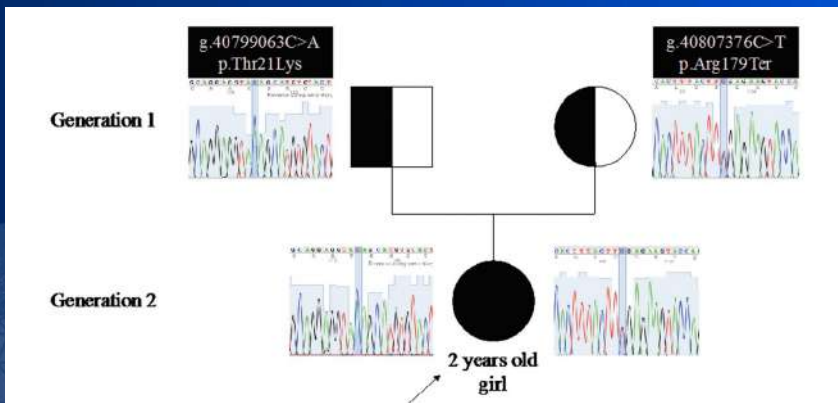 g.40799063C>A
p.Thr21Lys
g.40807376C>T
p.Arg179Ter
Generation 1
Generation 2
2 years old
girl